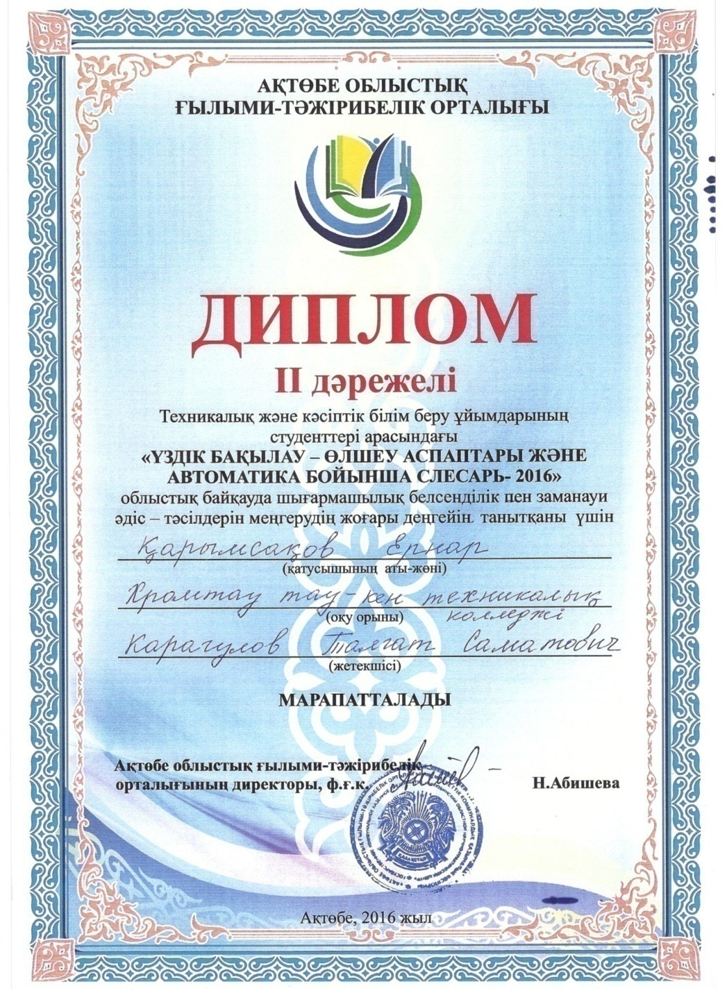 АҚТӨБЕ ОБЛЫСТЫҚ
ҒЫЛЫМИ-ТӘЖІРИБЕЛІК ОРТАЛЫҒЫ
ДИПЛОМ
II дәрежелі
Техникалық және кәсіптік білім беру ұйымдарының
студенттері арасындағы
«ҮЗДІК БАҚЫЛАУ – ӨЛШЕУ АСПАПТАРЫ ЖӘНЕ
АВТОМАТИКА БОЙЫНША СЛЕСАРЬ- 2016»
облыстық байқауда шығармашылық белсенділік пен заманауи
әдіс – тәсілдерін меңгерудің жоғары деңгейін танытқаны үшін
Қарымсақов Ернар
(қатусышының аты-жөні)
Хромтау тау-кен техникалық
(оқу орыны) колледжі
Карагулов Талғат Саматович
(жетекшісі)
МАРАПАТТАЛАДЫ
Ақтөбе облыстық ғылыми-тәжірибелік
орталығының директоры, ф.ғ.к. Н.Абишева
Ақтөбе, 2016 жыл